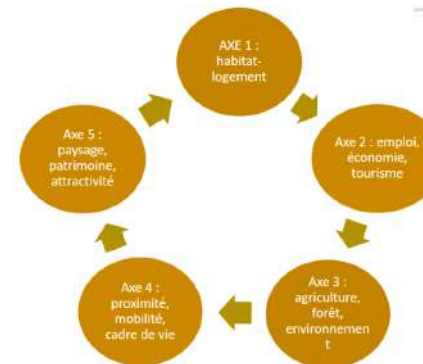 AXE 1 :
habitat-
logement
Axe 2 : emploi,
économie,
tourisme
Axe 3 :
agriculture,
forêt,
environnemen
t
Axe 4 :
proximité,
mobilité,
cadre de vie
Axe 5 :
paysage,
patrimoine,
attractivité